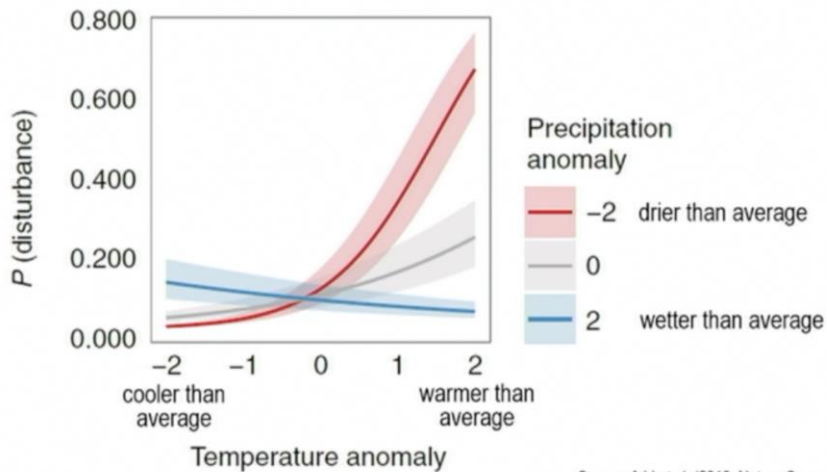 0.800
0.600
0.400
0.200
0.000
P (disturbance)
−2
−1
0
1
2
cooler than
average
warmer than
average
Temperature anomaly
Precipitation
anomaly
−2 drier than average
0
2 wetter than average